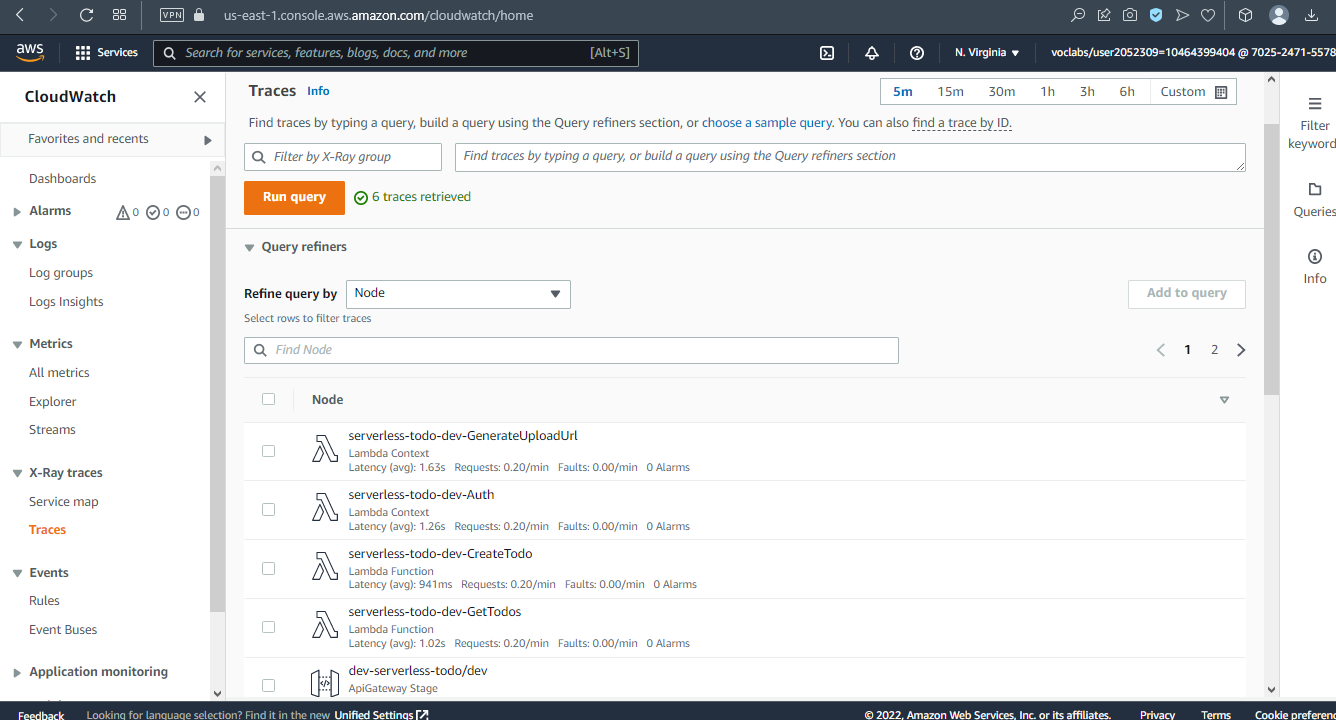 VPN us-east-1.console.aws.amazon.com/cloudwatch/home
aws Services Search for services, features, blogs, docs, and more [Alt+S] N. Virginia voclabs/user2052309=10464399404 @ 7025-2471-5578
CloudWatch
Favorites and recents
Dashboards
Alarms 0 0 0
Logs
Log groups
Logs Insights
Metrics
All metrics
Explorer
Streams
X-Ray traces
Service map
Traces
Events
Rules
Event Buses
Application monitoring
Traces Info 5m 15m 30m 1h 3h 6h Custom
Find traces by typing a query, build a query using the Query refiners section, or choose a sample query. You can also find a trace by ID.
Filter by X-Ray group Find traces by typing a query, or build a query using the Query refiners section
Run query 6 traces retrieved
Query refiners
Refine query by Node Add to query
Select rows to filter traces
Find Node 1 2
Node
serverless-todo-dev-GenerateUploadUrl
Lambda Context
Latency (avg): 1.63s Requests: 0.20/min Faults: 0.00/min 0 Alarms
serverless-todo-dev-Auth
Lambda Context
Latency (avg): 1.26s Requests: 0.20/min Faults: 0.00/min 0 Alarms
serverless-todo-dev-CreateTodo
Lambda Function
Latency (avg): 941ms Requests: 0.20/min Faults: 0.00/min 0 Alarms
serverless-todo-dev-GetTodos
Lambda Function
Latency (avg): 1.02s Requests: 0.20/min Faults: 0.00/min 0 Alarms
dev-serverless-todo/dev
ApiGateway Stage
Filter
keyword
Queries
Info
Feedback Looking for language selection? Find it in the new Unified Settings © 2022, Amazon Web Services, Inc. or its affiliates. Privacy Terms Cookie preferenc